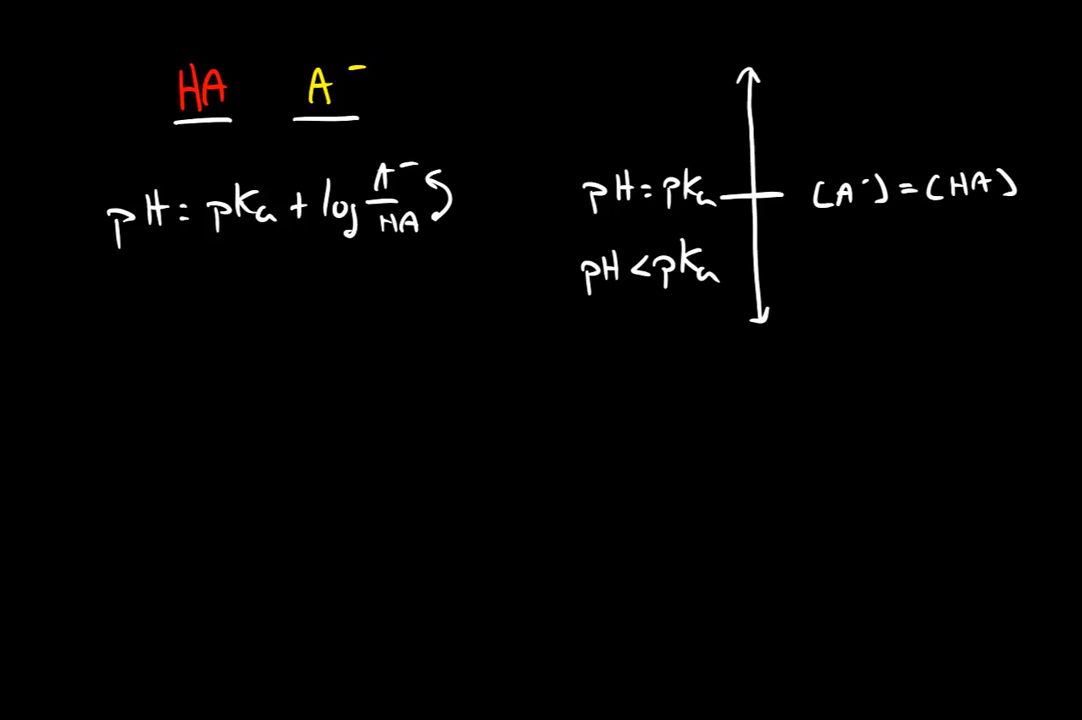 HA A⁻
pH = pKa + log A⁻/HA
pH = pKa [A⁻] = [HA]
pH < pKa